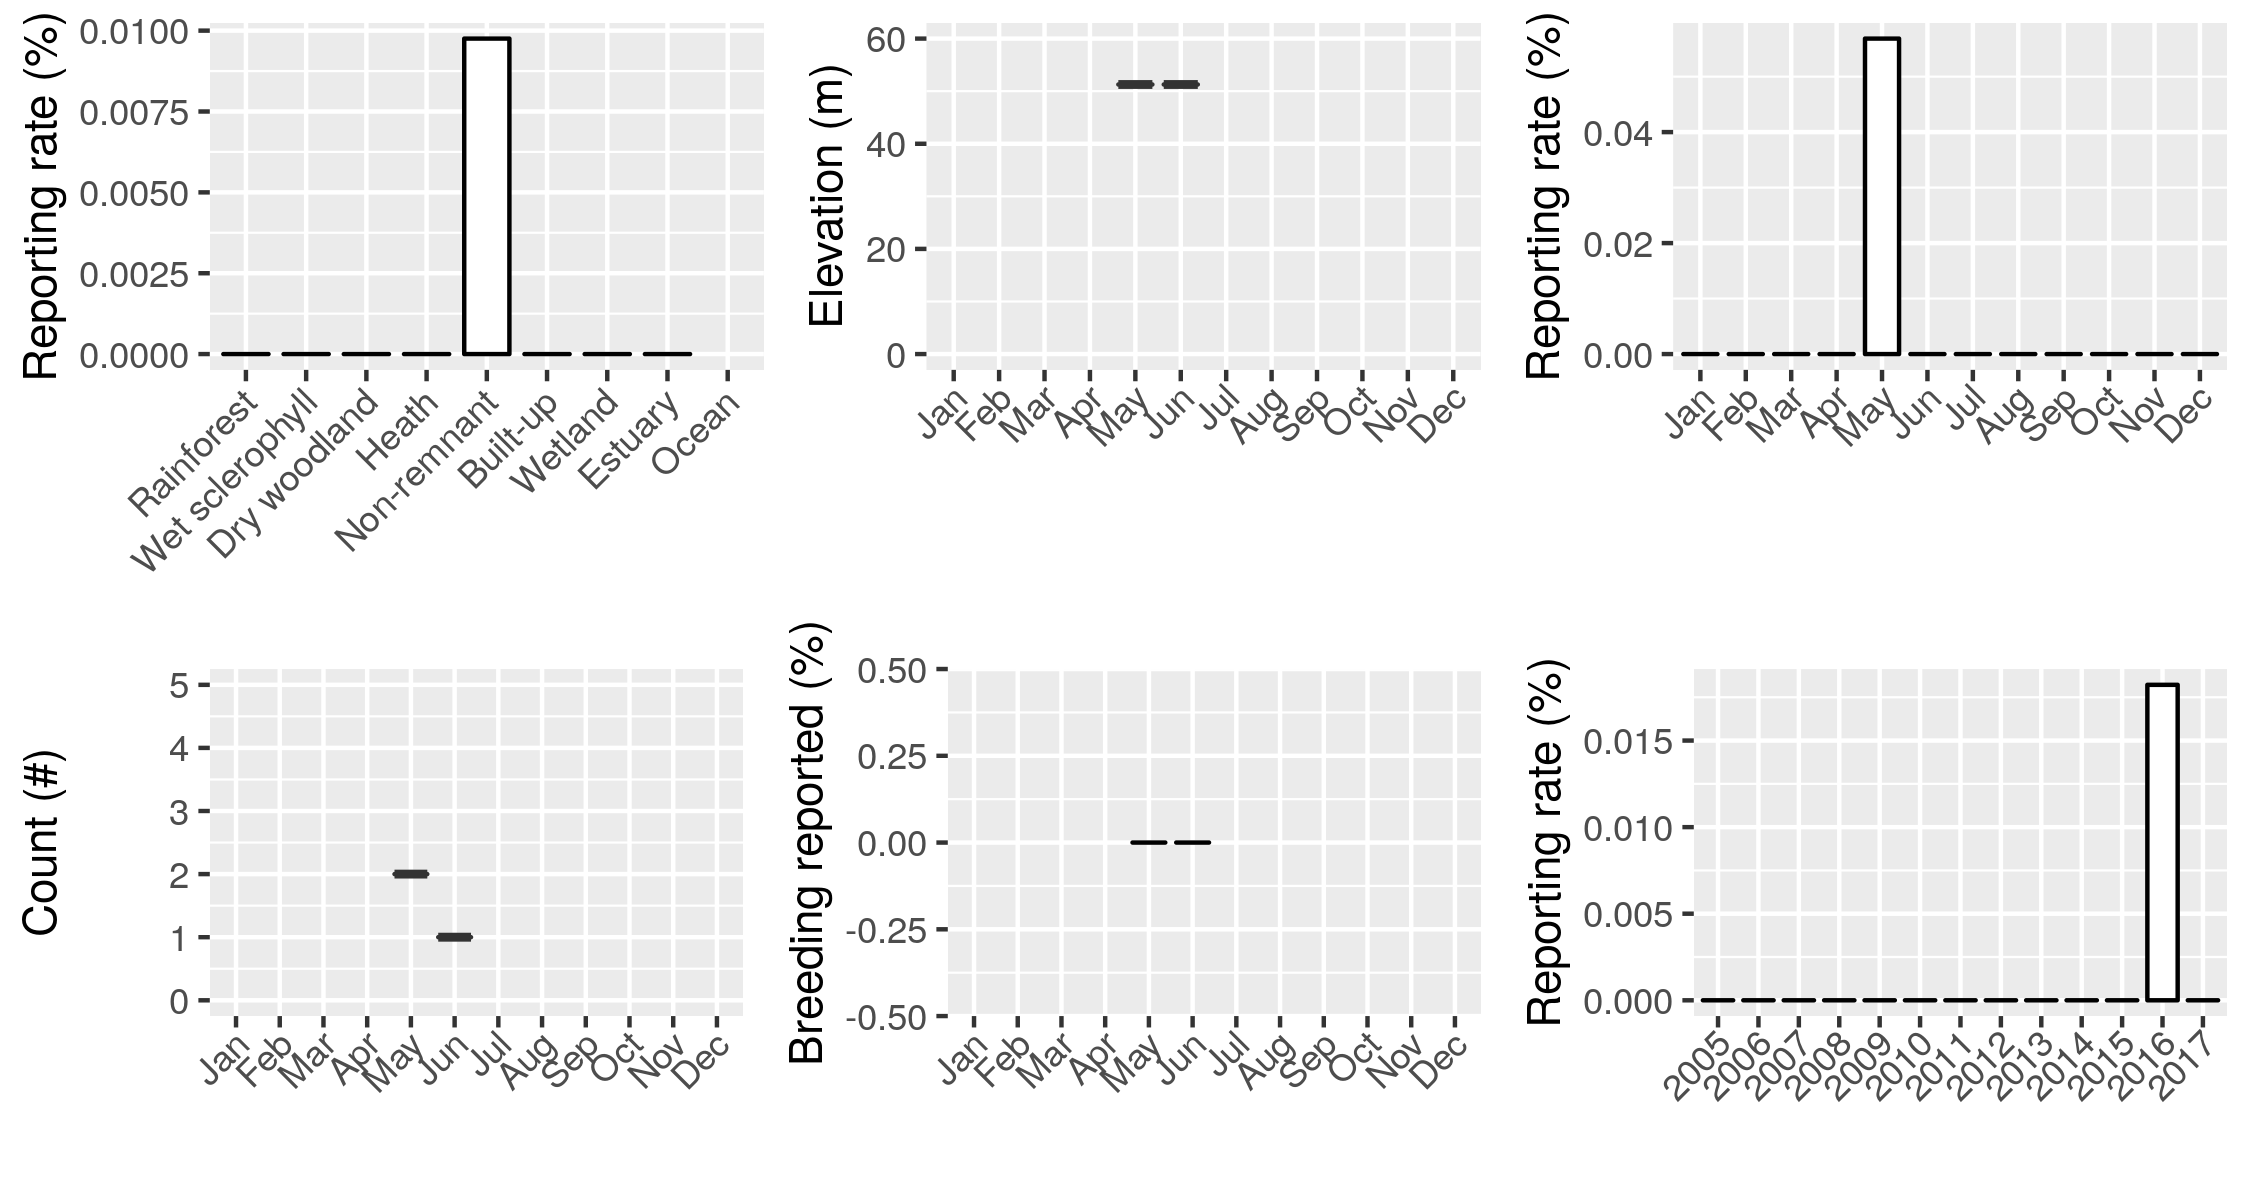 Reporting rate (%)
0.0100
0.0075
0.0050
0.0025
0.0000
Rainforest
Wet sclerophyll
Dry woodland
Heath
Non-remnant
Built-up
Wetland
Estuary
Ocean
Elevation (m)
60
40
20
0
Jan
Feb
Mar
Apr
May
Jun
Jul
Aug
Sep
Oct
Nov
Dec
Reporting rate (%)
0.04
0.02
0.00
Jan
Feb
Mar
Apr
May
Jun
Jul
Aug
Sep
Oct
Nov
Dec
Count (#)
5
4
3
2
1
0
Jan
Feb
Mar
Apr
May
Jun
Jul
Aug
Sep
Oct
Nov
Dec
Breeding reported (%)
0.50
0.25
0.00
-0.25
-0.50
Jan
Feb
Mar
Apr
May
Jun
Jul
Aug
Sep
Oct
Nov
Dec
Reporting rate (%)
0.015
0.010
0.005
0.000
2005
2006
2007
2008
2009
2010
2011
2012
2013
2014
2015
2016
2017